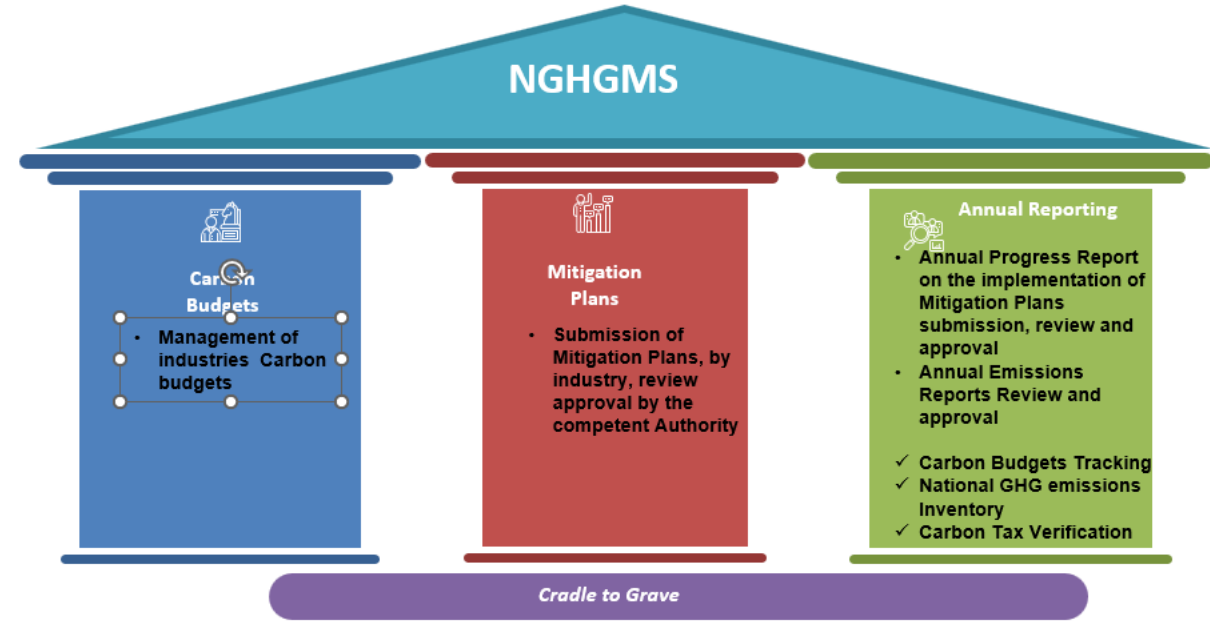 NGHGMS
Carbon
Budgets
• Management of
industries Carbon
budgets
Mitigation
Plans
• Submission of
Mitigation Plans, by
industry, review
approval by the
competent Authority
Annual Reporting
• Annual Progress Report
on the implementation of
Mitigation Plans
submission, review and
approval
• Annual Emissions
Reports Review and
approval
✓ Carbon Budgets Tracking
✓ National GHG emissions
Inventory
✓ Carbon Tax Verification
Cradle to Grave